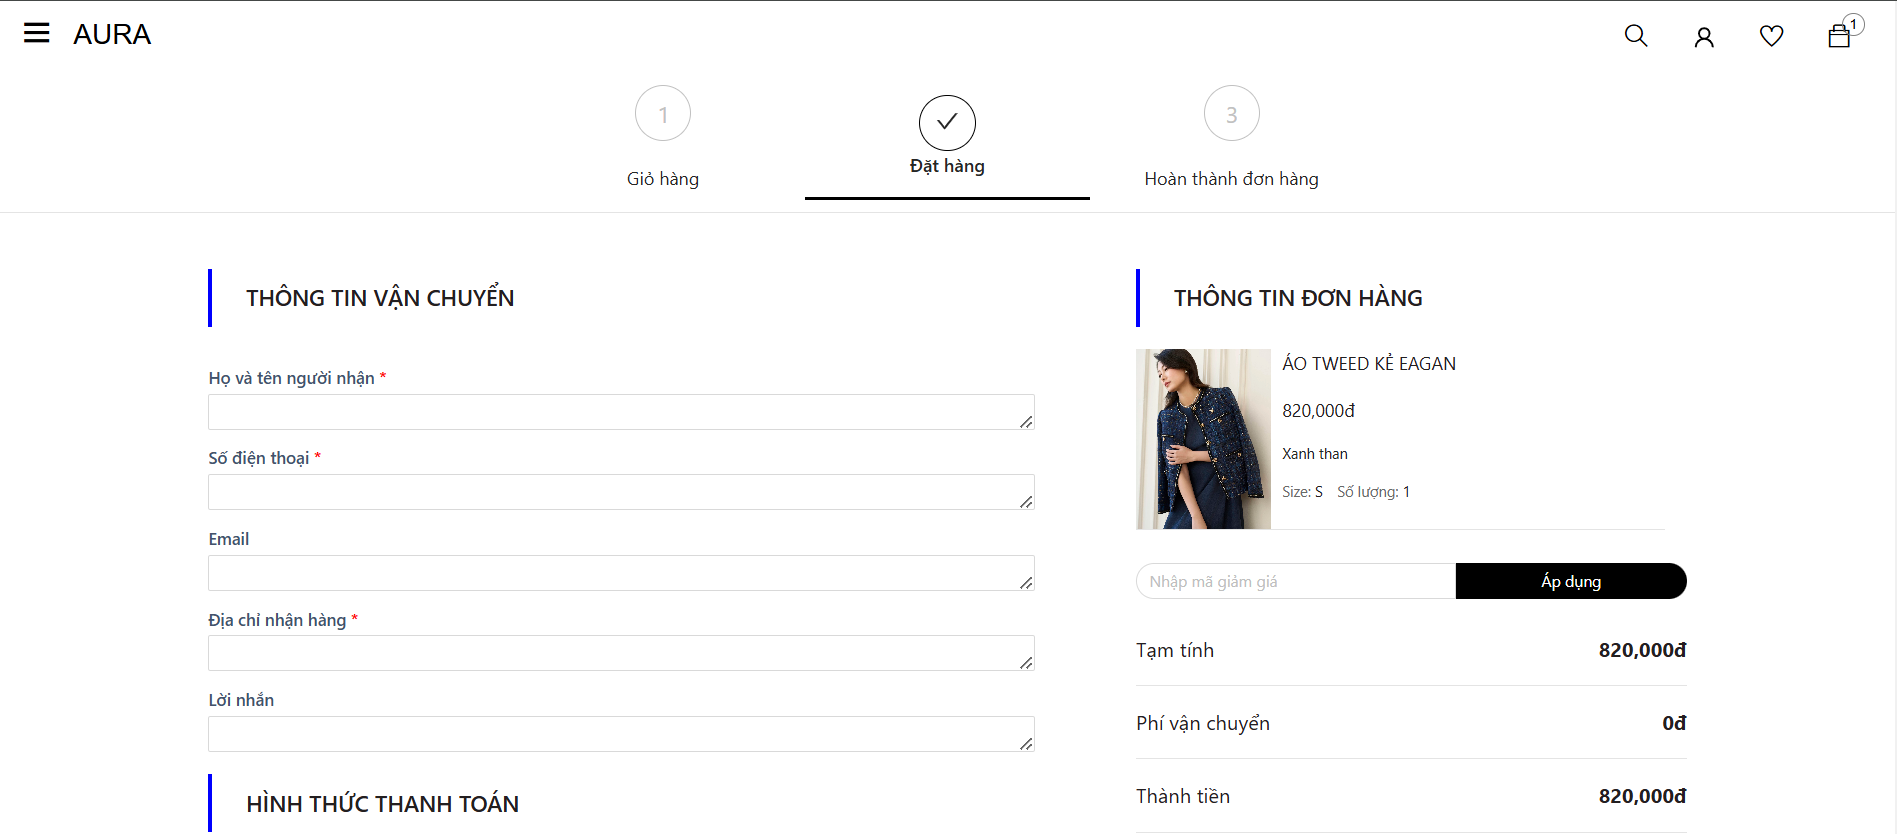 AURA
1
1
3
Giỏ hàng
Đặt hàng
Hoàn thành đơn hàng
THÔNG TIN VẬN CHUYỂN
Họ và tên người nhận *
Số điện thoại *
Email
Địa chỉ nhận hàng *
Lời nhắn
HÌNH THỨC THANH TOÁN
THÔNG TIN ĐƠN HÀNG
ÁO TWEED KẺ EAGAN
820,000đ
Xanh than
Size: S Số lượng: 1
Nhập mã giảm giá
Áp dụng
Tạm tính 820,000đ
Phí vận chuyển 0đ
Thành tiền 820,000đ